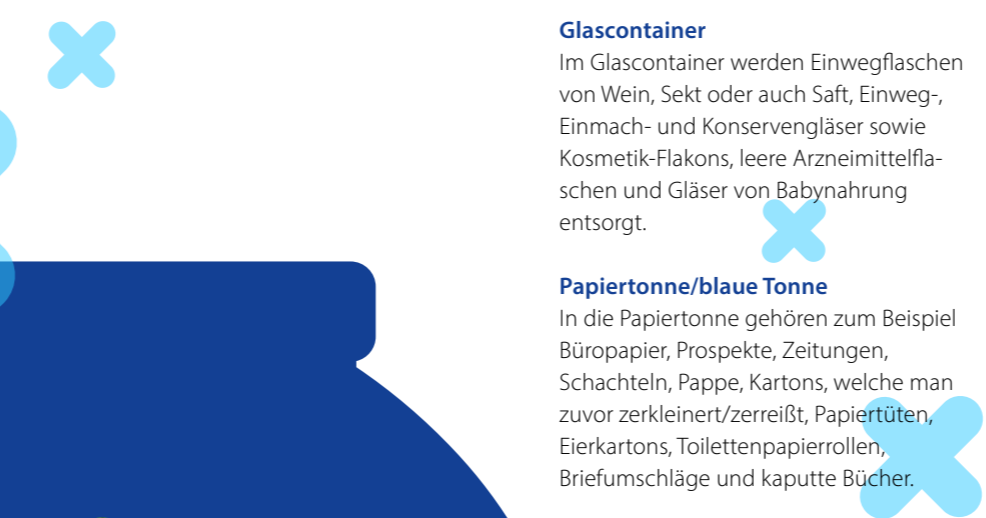 Glascontainer
Im Glascontainer werden Einwegflaschen
von Wein, Sekt oder auch Saft, Einweg-,
Einmach- und Konservengläser sowie
Kosmetik-Flakons, leere Arzneimittelfla-
schen und Gläser von Babynahrung
entsorgt.
Papiertonne/blaue Tonne
In die Papiertonne gehören zum Beispiel
Büropapier, Prospekte, Zeitungen,
Schachteln, Pappe, Kartons, welche man
zuvor zerkleinert/zerreißt, Papiertüten,
Eierkartons, Toilettenpapierrollen,
Briefumschläge und kaputte Bücher.